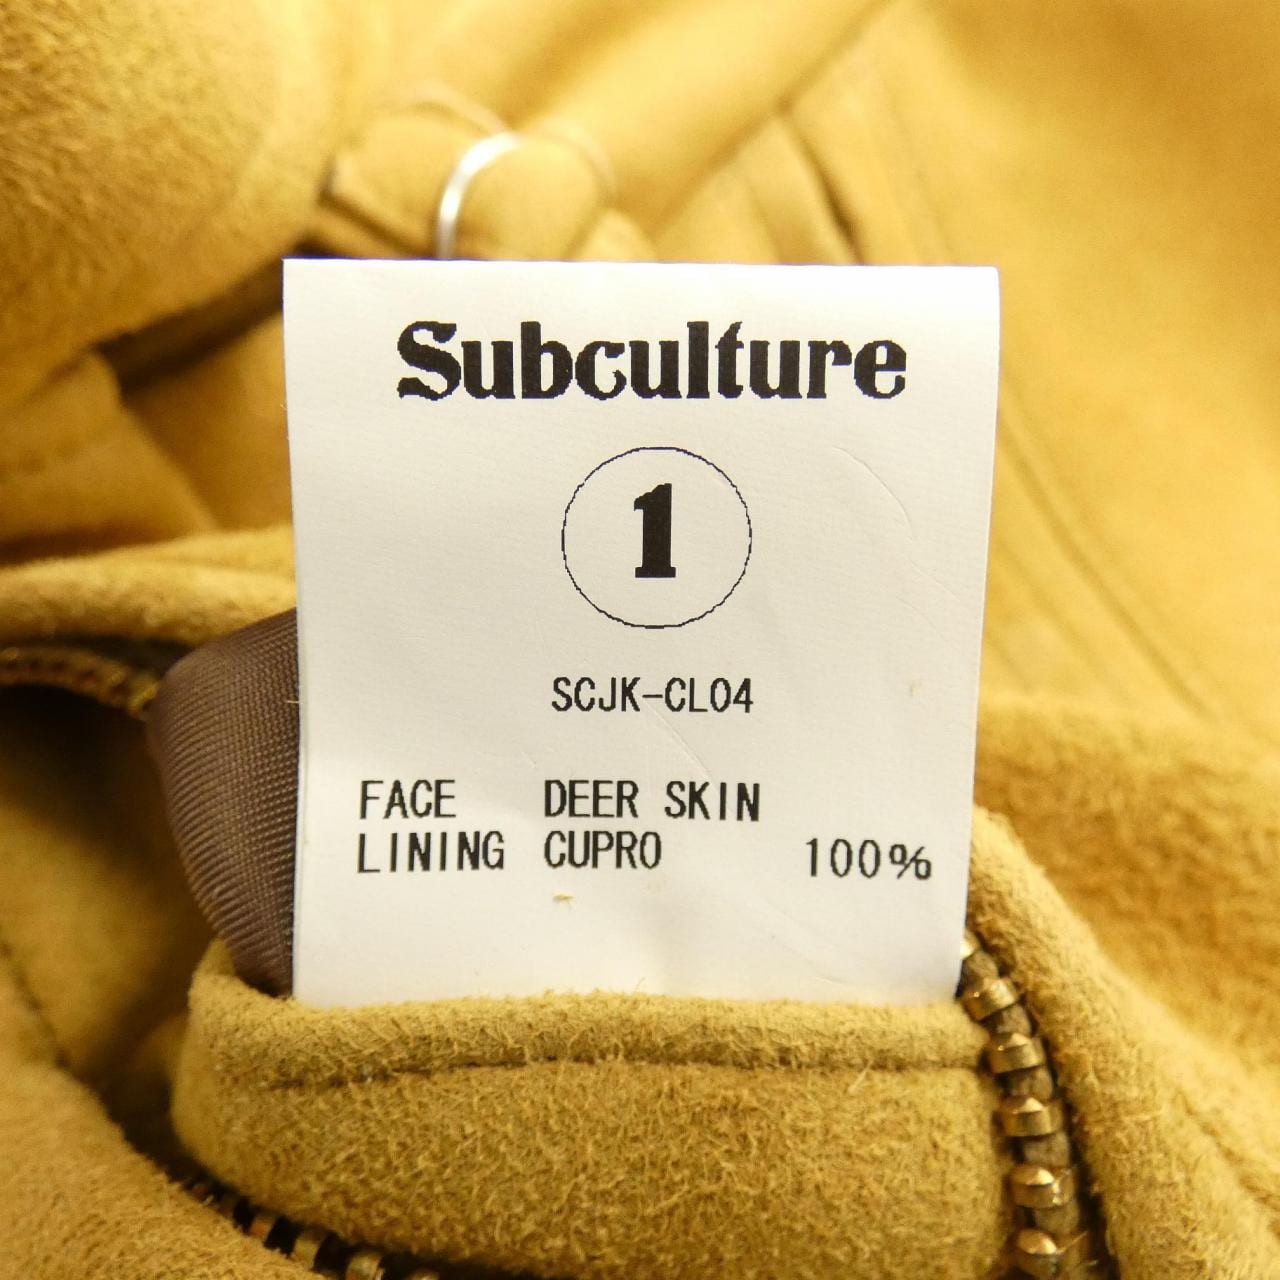 Subculture
1
SCJK-CL04
FACE DEER SKIN
LINING CUPRO 100%